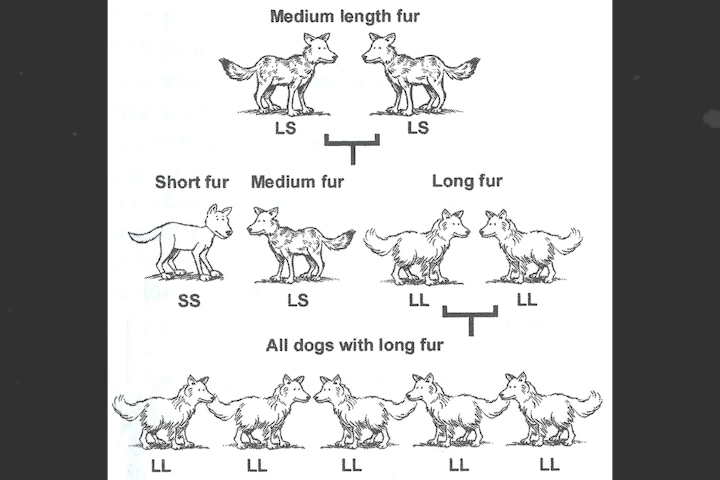 Medium length fur
LS LS
Short fur Medium fur Long fur
SS LS LL LL
All dogs with long fur
LL LL LL LL LL